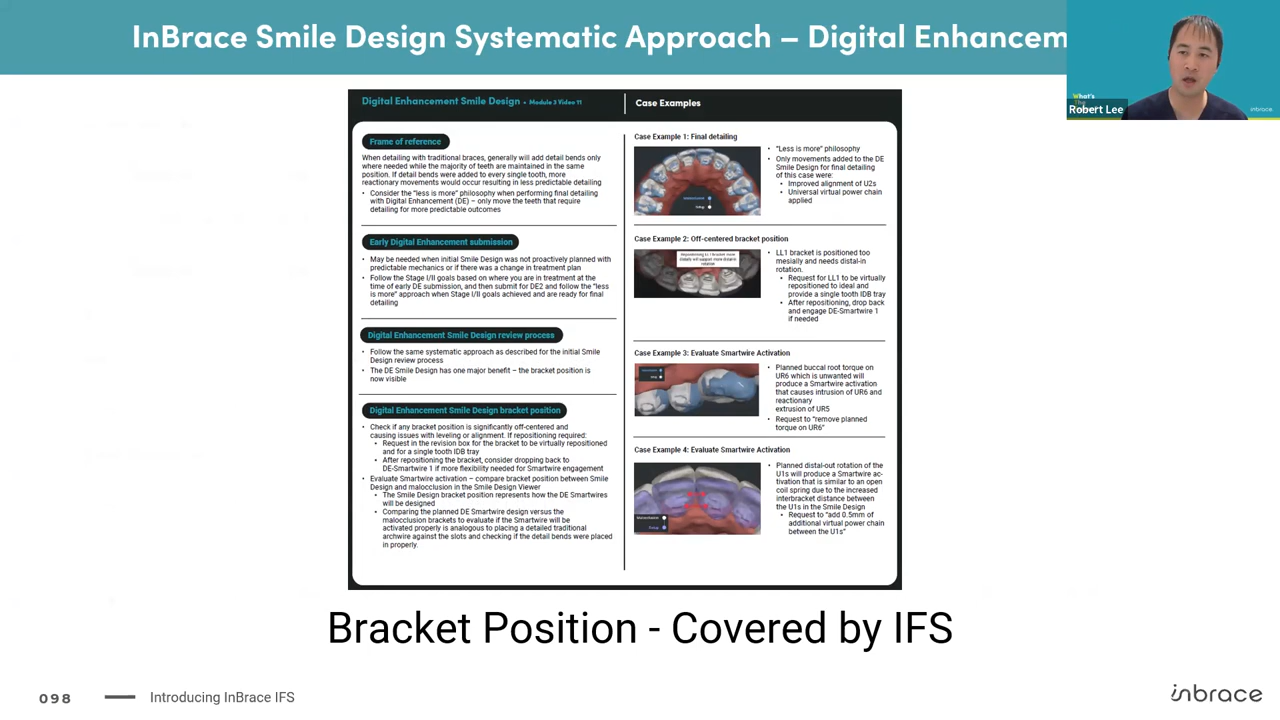 InBrace Smile Design Systematic Approach – Digital Enhancem
What's
The
Robert Lee
inbrace.
Digital Enhancement Smile Design • Module 3 Video 11
Frame of reference
When detailing with traditional braces, generally will add detail bends only
where needed while the majority of teeth are maintained in the same
position. If detail bends were added to every single tooth, more
reactionary movements would occur resulting in less predictable detailing
• Consider the "less is more" philosophy when performing final detailing
with Digital Enhancement (DE) – only move the teeth that require
detailing for more predictable outcomes
Early Digital Enhancement submission
• May be needed when initial Smile Design was not proactively planned with
predictable mechanics or if there was a change in treatment plan
• Follow the Stage I/II goals based on where you are in treatment at the
time of early DE submission, and then submit for DE2 and follow the "less
is more" approach when Stage I/II goals achieved and are ready for final
detailing
Digital Enhancement Smile Design review process
• Follow the same systematic approach as described for the initial Smile
Design review process
• The DE Smile Design has one major benefit – the bracket position is
now visible
Digital Enhancement Smile Design bracket position
• Check if any bracket position is significantly off-centered and
causing issues with leveling or alignment. If repositioning required:
• Request in the revision box for the bracket to be virtually repositioned
and for a single tooth IDB tray
• After repositioning the bracket, consider dropping back to
DE-Smartwire 1 if more flexibility needed for Smartwire engagement
• Evaluate Smartwire activation – compare bracket position between Smile
Design and malocclusion in the Smile Design Viewer
• The Smile Design bracket position represents how the DE Smartwires
will be designed
• Comparing the planned DE Smartwire design versus the
malocclusion brackets to evaluate if the Smartwire will be
activated properly is analogous to placing a detailed traditional
archwire against the slots and checking if the detail bends were placed
in properly.
Case Examples
Case Example 1: Final detailing
• "Less is more" philosophy
• Only movements added to the DE
Smile Design for final detailing
of this case were:
• Improved alignment of U2s
• Universal virtual power chain
applied
Case Example 2: Off-centered bracket position
• LL1 bracket is positioned too
mesially and needs distal-in
rotation.
• Request for LL1 to be virtually
repositioned to ideal and
provide a single tooth IDB tray
• After repositioning, drop back
and engage DE-Smartwire 1
if needed
Case Example 3: Evaluate Smartwire Activation
• Planned buccal root torque on
UR6 which is unwanted will
produce a Smartwire activation
that causes intrusion of UR6 and
reactionary
extrusion of UR5
• Request to "remove planned
torque on UR6"
Case Example 4: Evaluate Smartwire Activation
• Planned distal-out rotation of the
U1s will produce a Smartwire ac-
tivation that is similar to an open
coil spring due to the increased
interbracket distance between
the U1s in the Smile Design
• Request to "add 0.5mm of
additional virtual power chain
between the U1s"
Bracket Position - Covered by IFS
098
Introducing InBrace IFS
inbrace